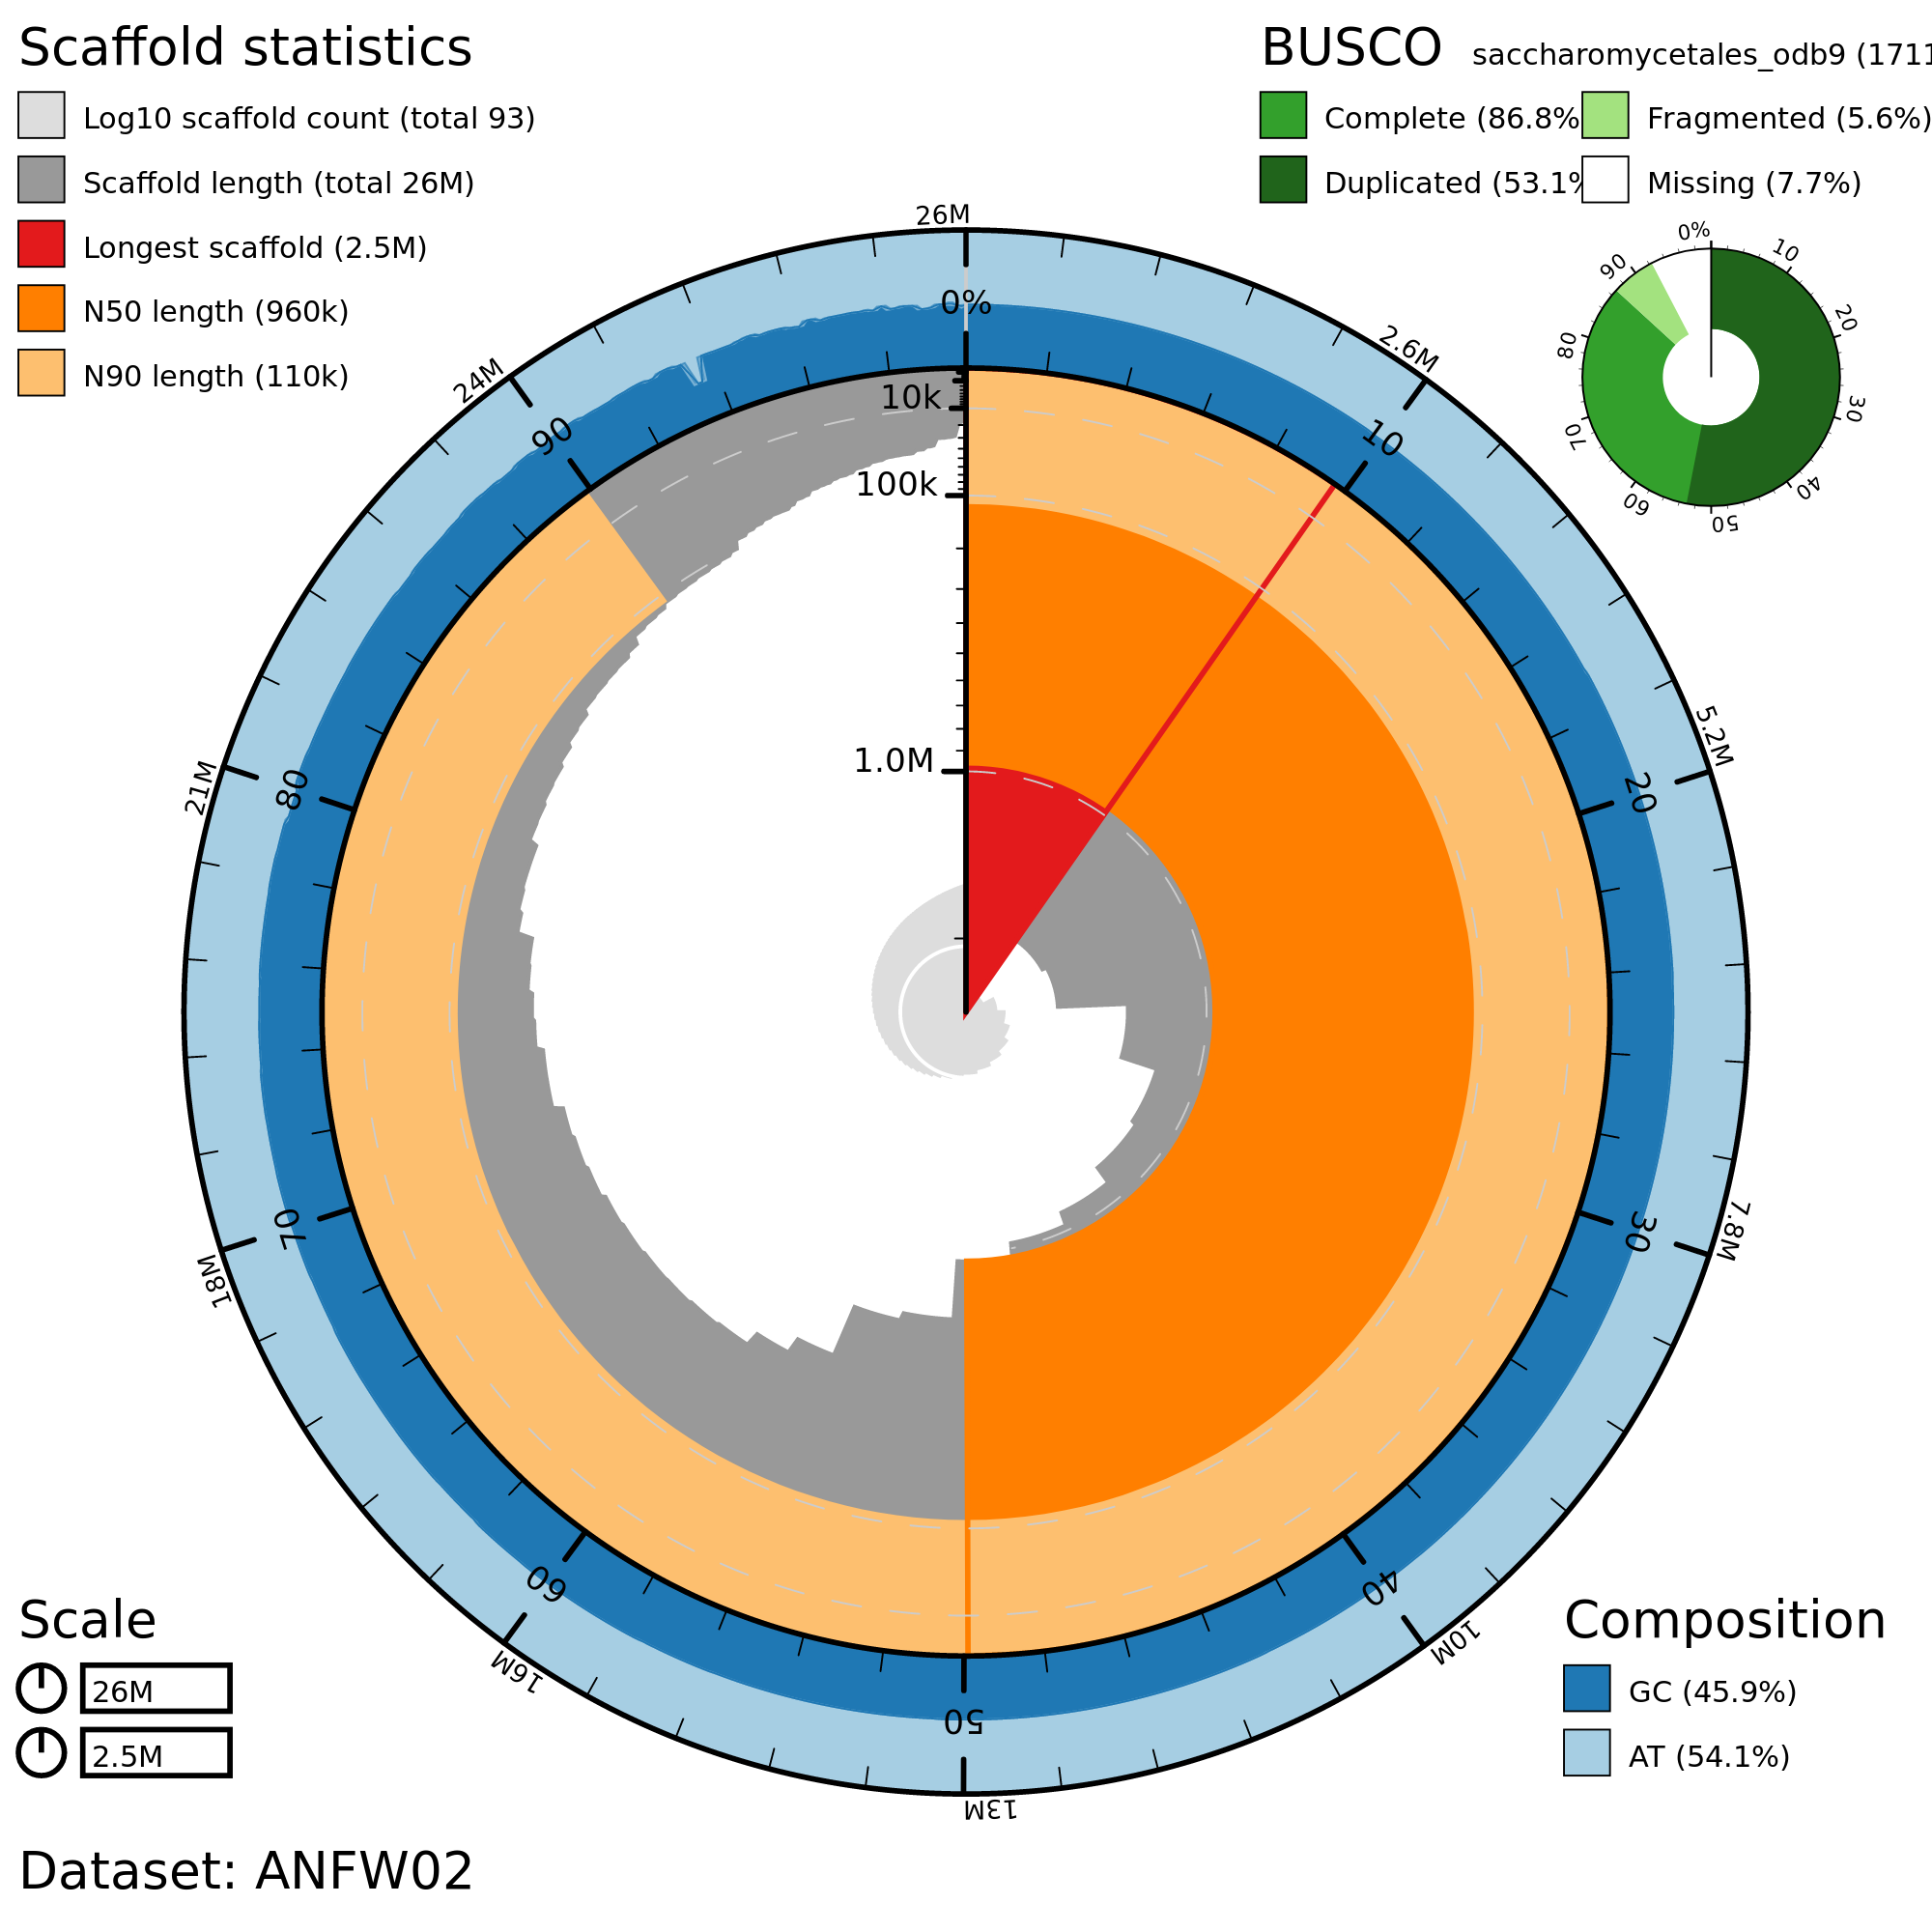 Scaffold statistics
Log10 scaffold count (total 93)
Scaffold length (total 26M)
Longest scaffold (2.5M)
N50 length (960k)
N90 length (110k)
BUSCO saccharomycetales_odb9 (1711
Complete (86.8%
Fragmented (5.6%)
Duplicated (53.1%
Missing (7.7%)
0%
10
20
30
40
50
60
70
80
90
26M
2.6M
5.2M
7.8M
10M
13M
16M
18M
21M
24M
0%
10
20
30
40
50
60
70
80
90
10k
100k
1.0M
Scale
26M
2.5M
Composition
GC (45.9%)
AT (54.1%)
Dataset: ANFW02